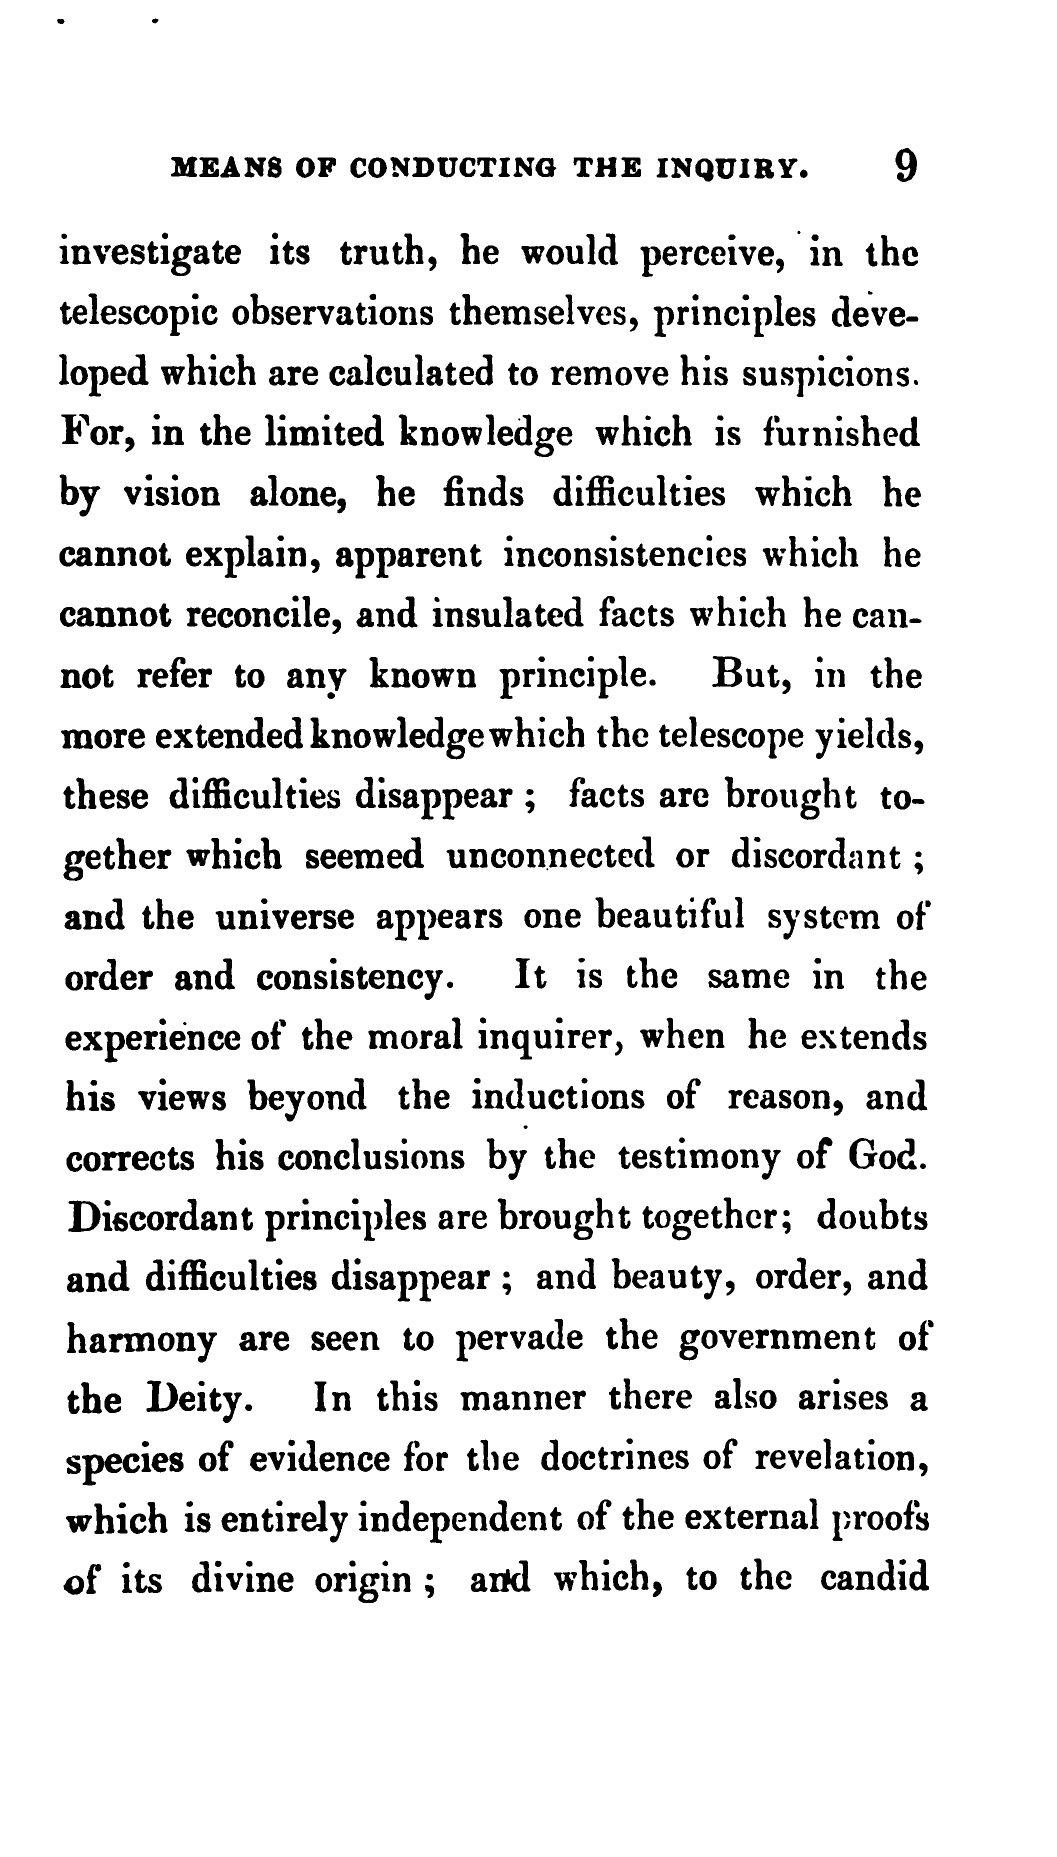 MEANS OF CONDUCTING THE INQUIRY. 9
investigate its truth, he would perceive, in the
telescopic observations themselves, principles deve-
loped which are calculated to remove his suspicions.
For, in the limited knowledge which is furnished
by vision alone, he finds difficulties which he
cannot explain, apparent inconsistencies which he
cannot reconcile, and insulated facts which he can-
not refer to any known principle. But, in the
more extended knowledge which the telescope yields,
these difficulties disappear ; facts are brought to-
gether which seemed unconnected or discordant ;
and the universe appears one beautiful system of
order and consistency. It is the same in the
experience of the moral inquirer, when he extends
his views beyond the inductions of reason, and
corrects his conclusions by the testimony of God.
Discordant principles are brought together; doubts
and difficulties disappear ; and beauty, order, and
harmony are seen to pervade the government of
the Deity. In this manner there also arises a
species of evidence for the doctrines of revelation,
which is entirely independent of the external proofs
of its divine origin ; and which, to the candid